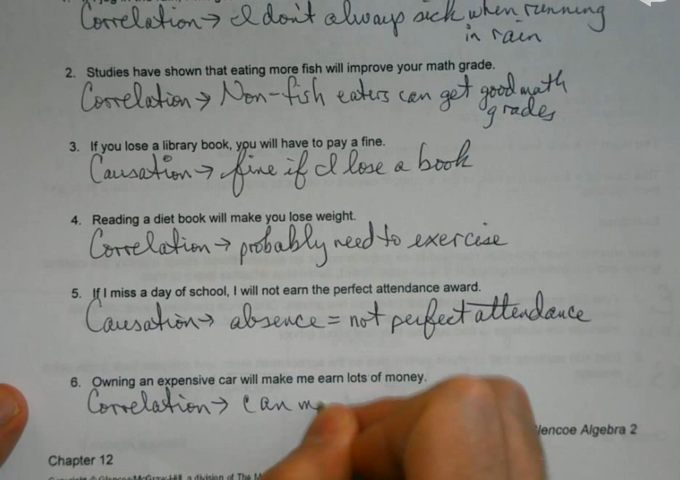 Correlation → I don't always sick when running
in rain
2. Studies have shown that eating more fish will improve your math grade.
Correlation → Non-fish eaters can get good math
grades
3. If you lose a library book, you will have to pay a fine.
Causation → fine if I lose a book
4. Reading a diet book will make you lose weight.
Correlation → probably need to exercise
5. If I miss a day of school, I will not earn the perfect attendance award.
Causation → absence = not perfect attendance
6. Owning an expensive car will make me earn lots of money.
Correlation → can
Glencoe Algebra 2
Chapter 12